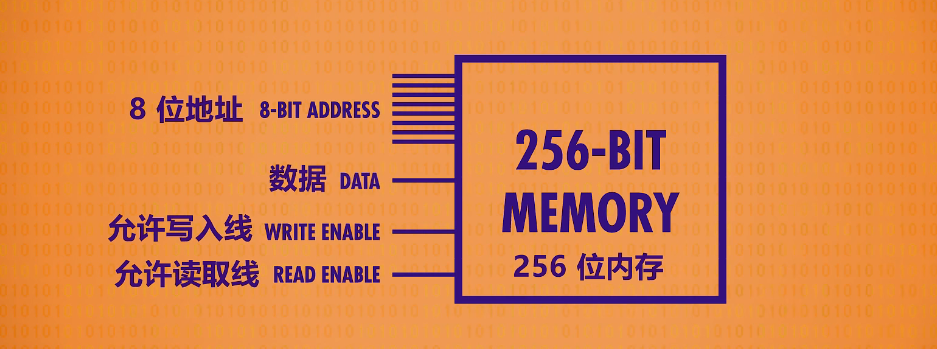 8 位地址 8-BIT ADDRESS
数据 DATA
允许写入线 WRITE ENABLE
允许读取线 READ ENABLE
256-BIT
MEMORY
256 位内存